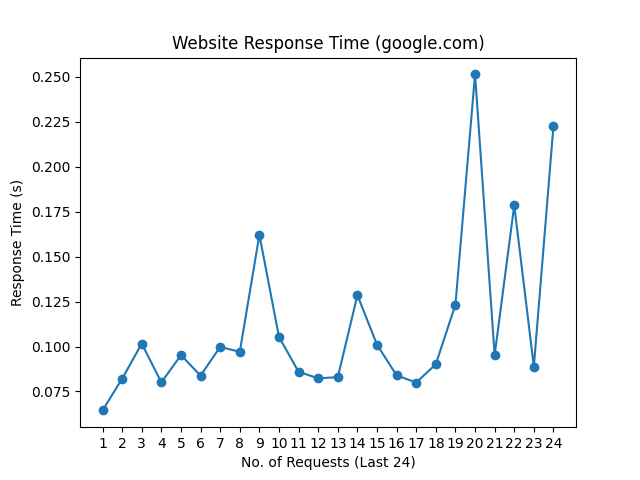 Website Response Time (google.com)
0.250
0.225
0.200
0.175
0.150
0.125
0.100
0.075
Response Time (s)
1 2 3 4 5 6 7 8 9 10 11 12 13 14 15 16 17 18 19 20 21 22 23 24
No. of Requests (Last 24)